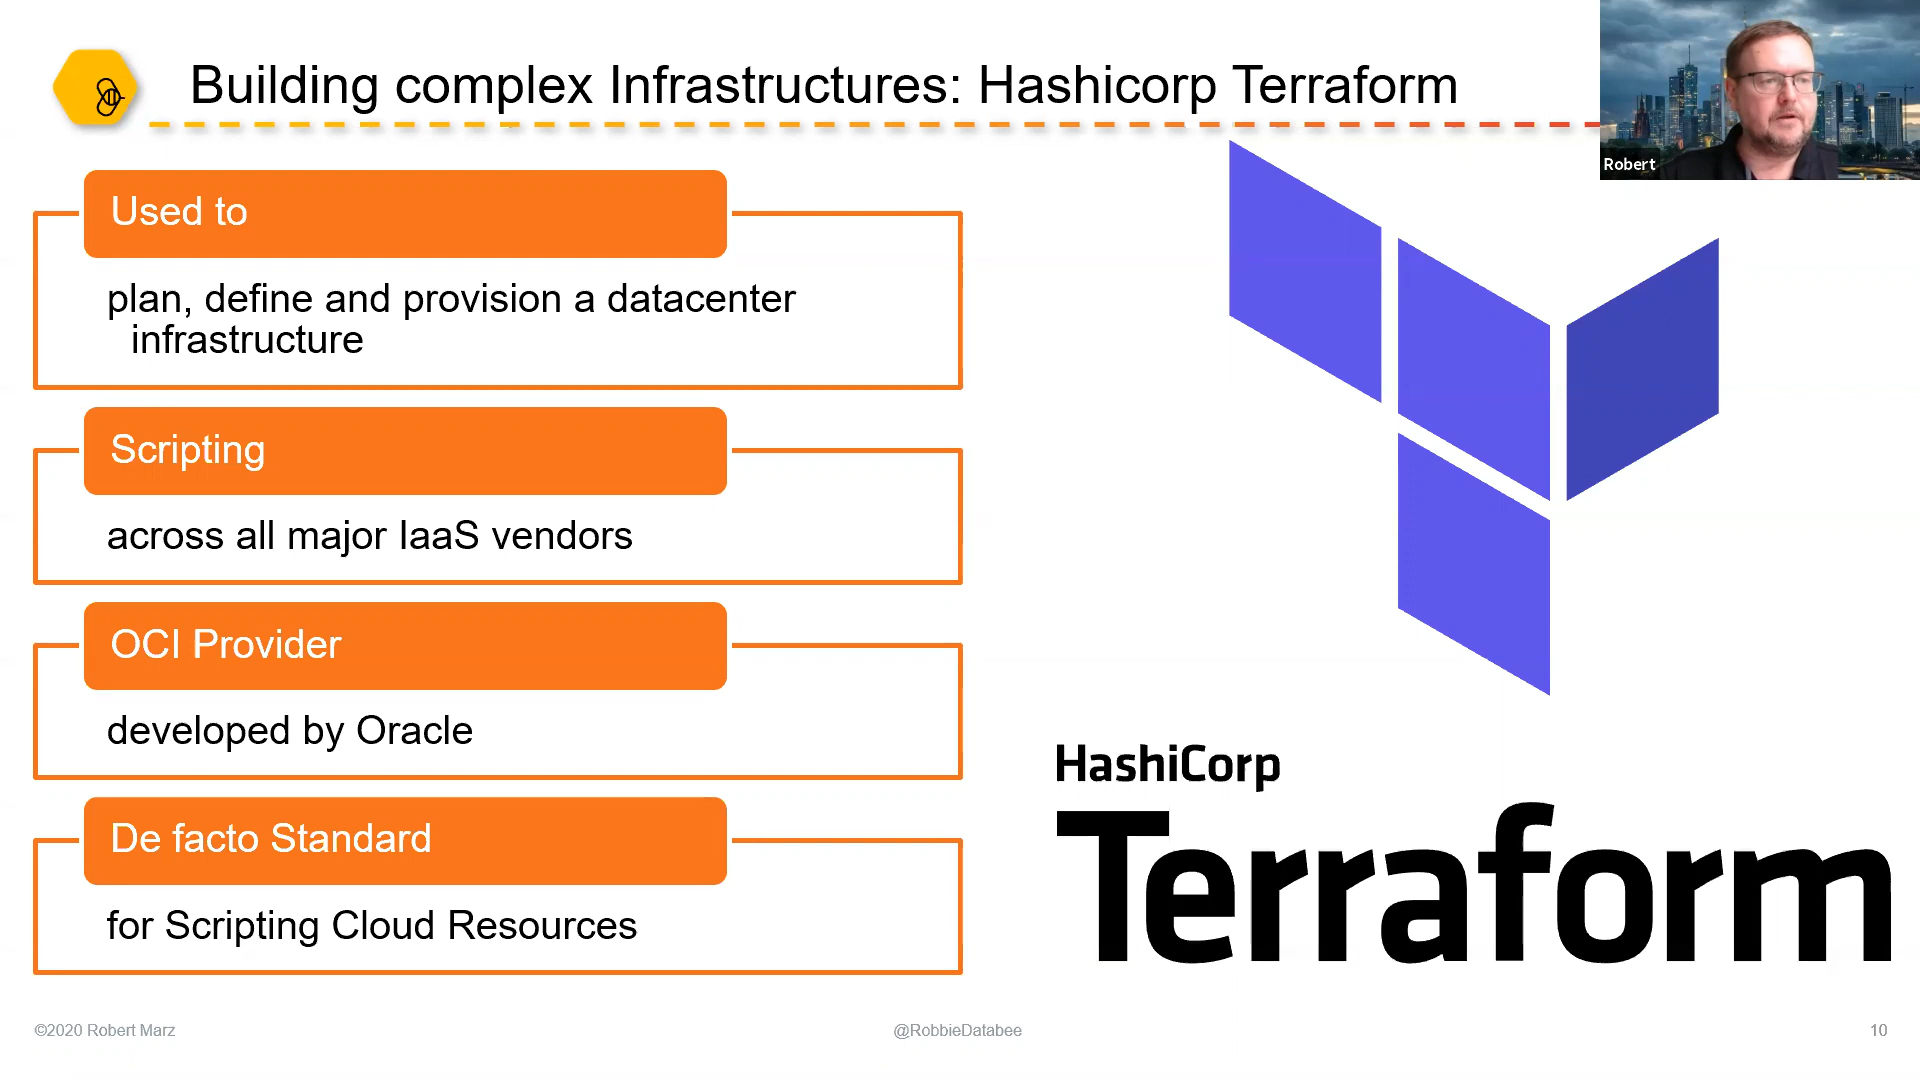 Building complex Infrastructures: Hashicorp Terraform
Robert
Used to
plan, define and provision a datacenter
infrastructure
Scripting
across all major IaaS vendors
OCI Provider
developed by Oracle
De facto Standard
for Scripting Cloud Resources
HashiCorp
Terraform
©2020 Robert Marz
@RobbieDatabee
10